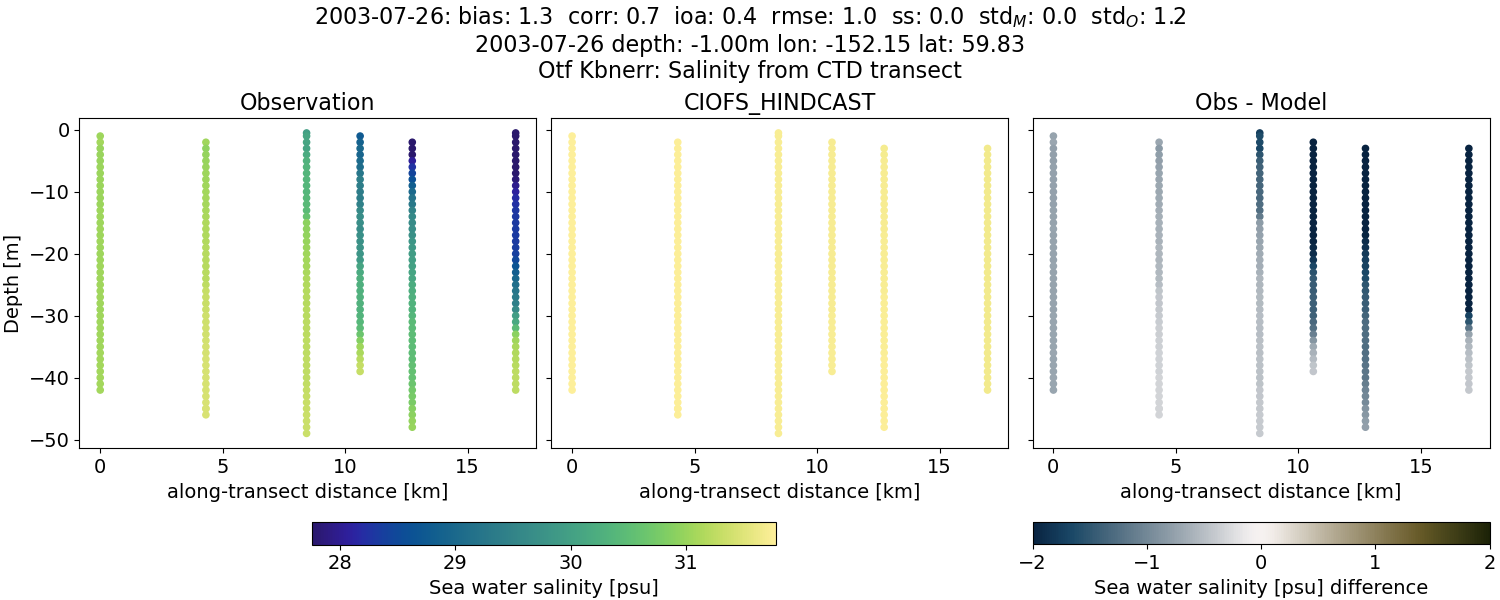 2003-07-26: bias: 1.3  corr: 0.7  ioa: 0.4  rmse: 1.0  ss: 0.0  std_M: 0.0  std_O: 1.2
2003-07-26 depth: -1.00m lon: -152.15 lat: 59.83
Otf Kbnerr: Salinity from CTD transect
Observation
CIOFS_HINDCAST
Obs - Model
Depth [m]
0
−10
−20
−30
−40
−50
0 5 10 15
0 5 10 15
0 5 10 15
along-transect distance [km]
along-transect distance [km]
along-transect distance [km]
28 29 30 31
Sea water salinity [psu]
−2 −1 0 1 2
Sea water salinity [psu] difference